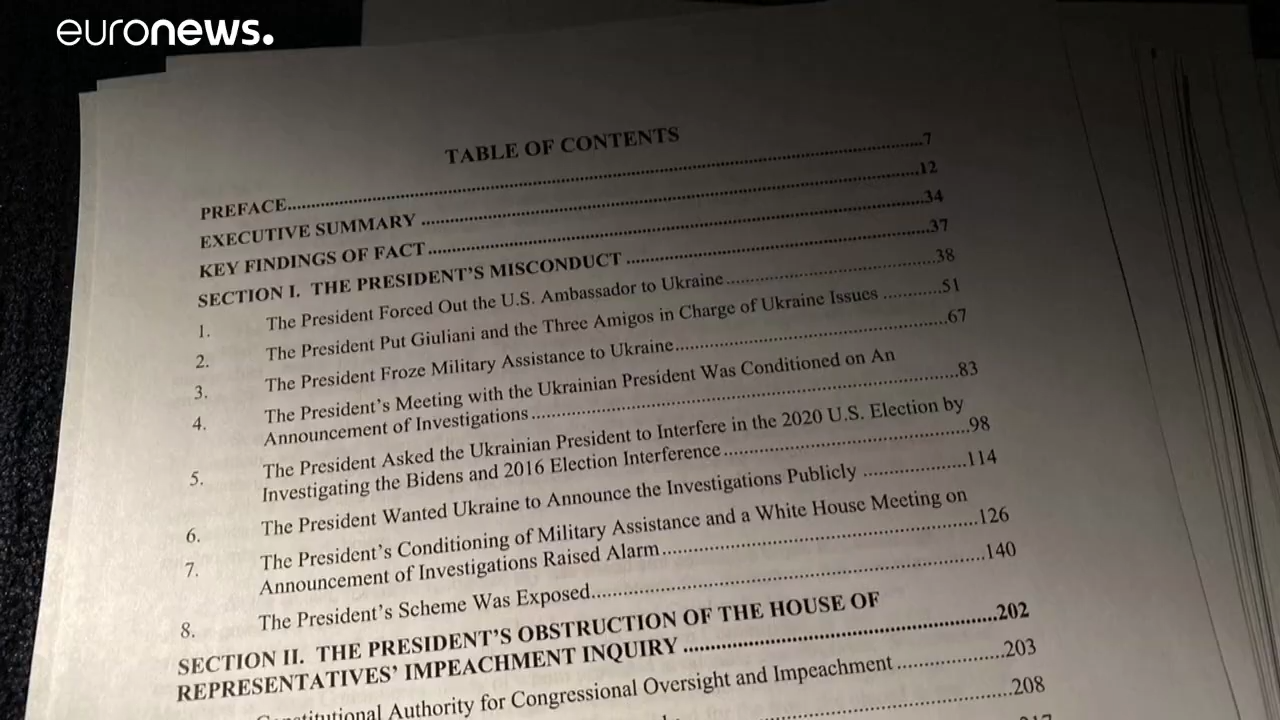 euronews.
TABLE OF CONTENTS
PREFACE..........7
EXECUTIVE SUMMARY ..........12
KEY FINDINGS OF FACT..........34
SECTION I. THE PRESIDENT'S MISCONDUCT ..........37
1. The President Forced Out the U.S. Ambassador to Ukraine..........38
2. The President Put Giuliani and the Three Amigos in Charge of Ukraine Issues ..........51
3. The President Froze Military Assistance to Ukraine..........67
4. The President's Meeting with the Ukrainian President Was Conditioned on An
Announcement of Investigations..........83
5. The President Asked the Ukrainian President to Interfere in the 2020 U.S. Election by
Investigating the Bidens and 2016 Election Interference..........98
6. The President Wanted Ukraine to Announce the Investigations Publicly ..........114
7. The President's Conditioning of Military Assistance and a White House Meeting on
Announcement of Investigations Raised Alarm..........126
8. The President's Scheme Was Exposed..........140
SECTION II. THE PRESIDENT'S OBSTRUCTION OF THE HOUSE OF
REPRESENTATIVES' IMPEACHMENT INQUIRY ..........202
Authority for Congressional Oversight and Impeachment..........203
..........208